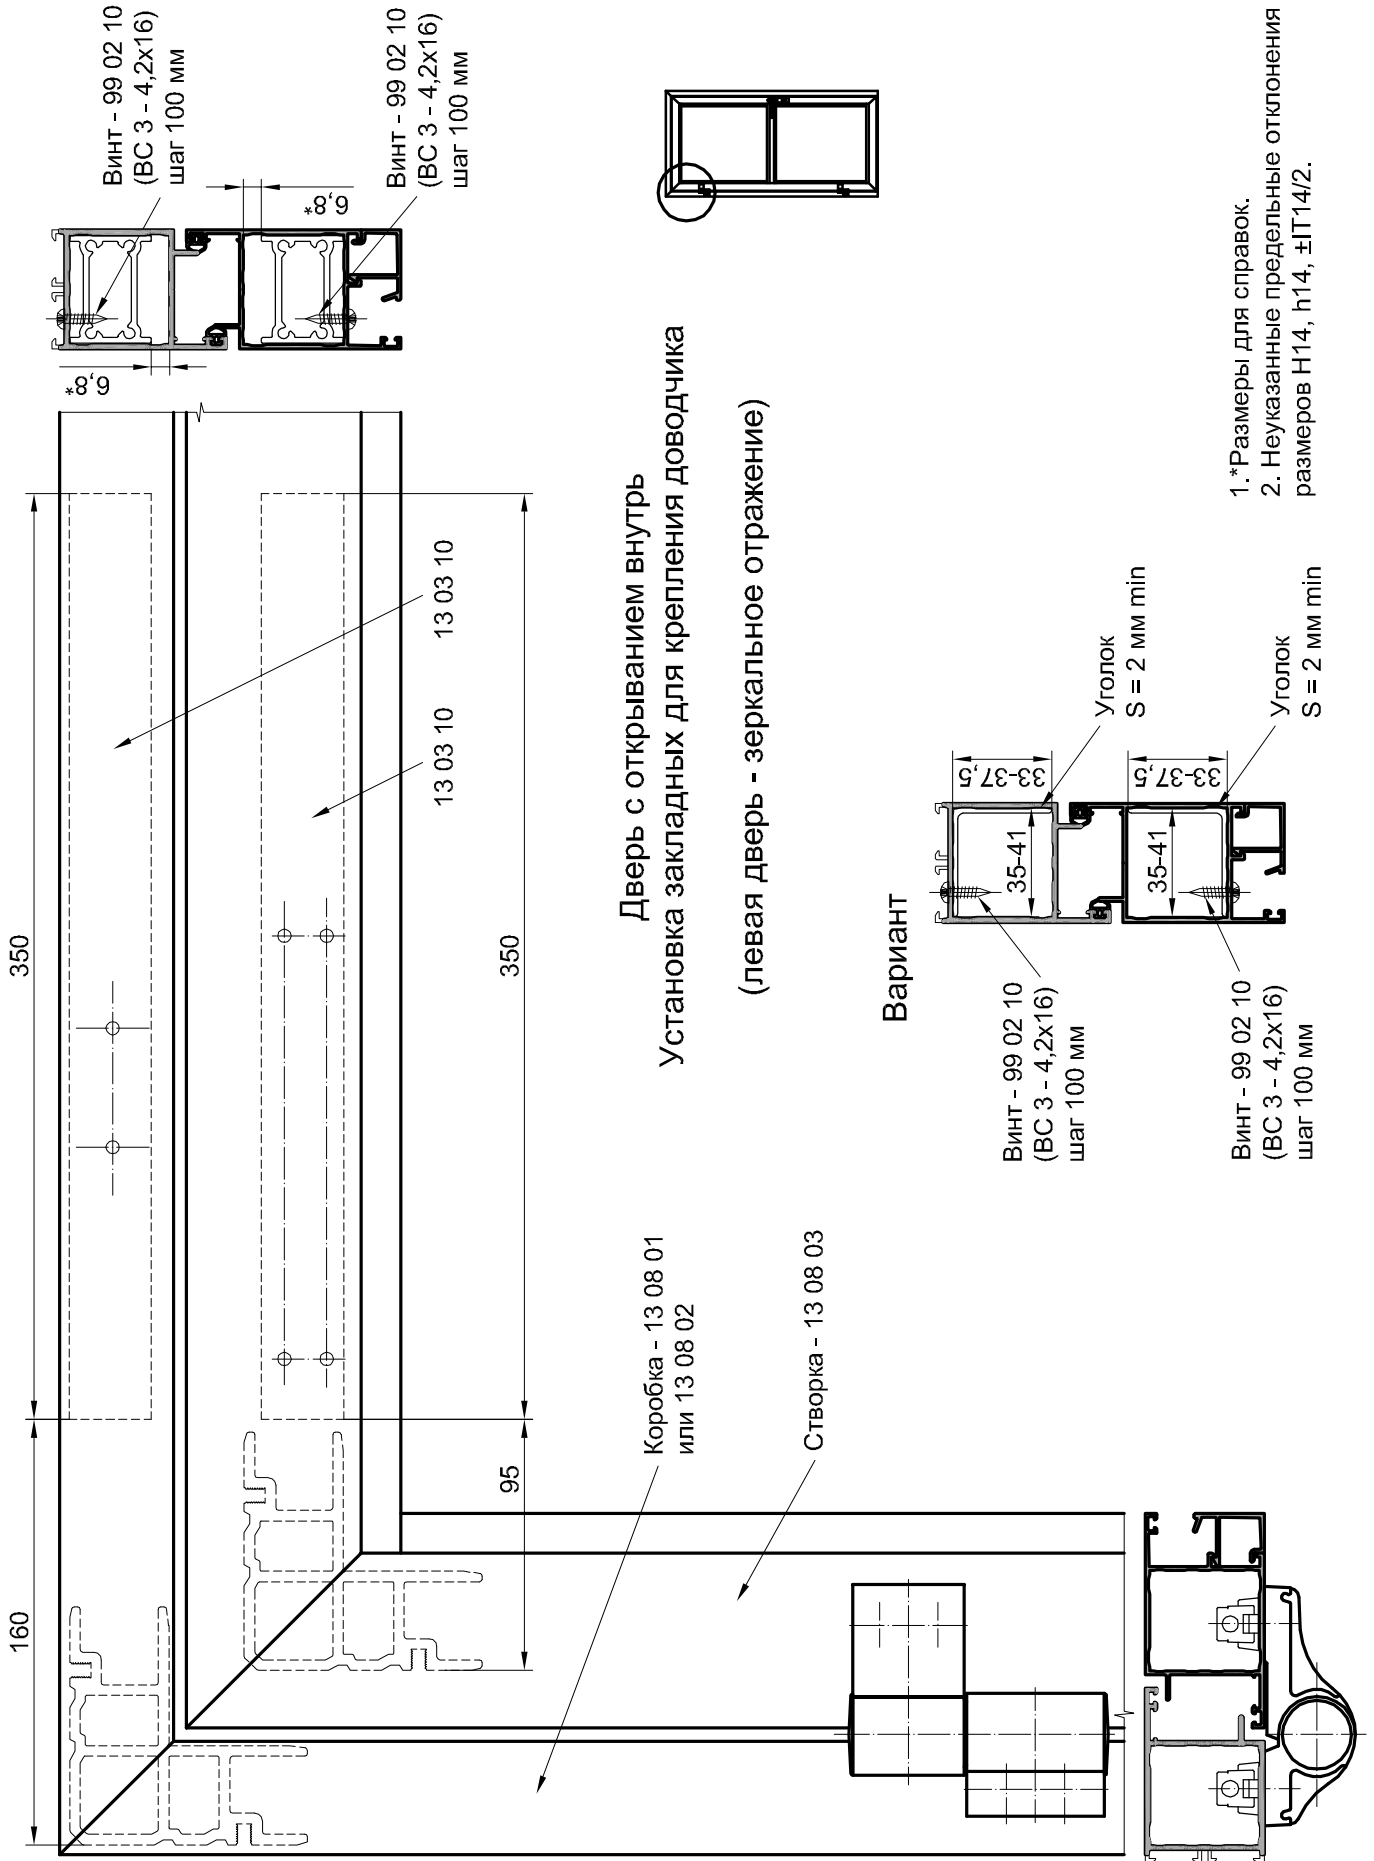 160
350
6,8*
Винт - 99 02 10
(ВС 3 - 4,2х16)
шаг 100 мм
6,8*
Винт - 99 02 10
(ВС 3 - 4,2х16)
шаг 100 мм
13 03 10
13 03 10
95
350
Коробка - 13 08 01
или 13 08 02
Створка - 13 08 03
Дверь с открыванием внутрь
Установка закладных для крепления доводчика
(левая дверь - зеркальное отражение)
Вариант
Винт - 99 02 10
(ВС 3 - 4,2х16)
шаг 100 мм
35-41
33-37,5
Уголок
S = 2 мм min
Винт - 99 02 10
(ВС 3 - 4,2х16)
шаг 100 мм
35-41
33-37,5
Уголок
S = 2 мм min
1.*Размеры для справок.
2. Неуказанные предельные отклонения
размеров Н14, h14, ±IT14/2.